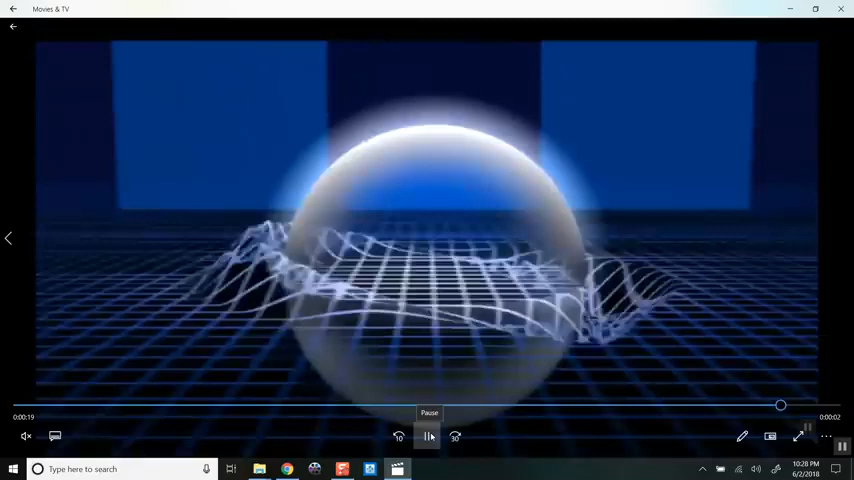 Movies & TV
Pause
0:00:19
0:00:02
10
30
Type here to search
10:28 PM
6/2/2018